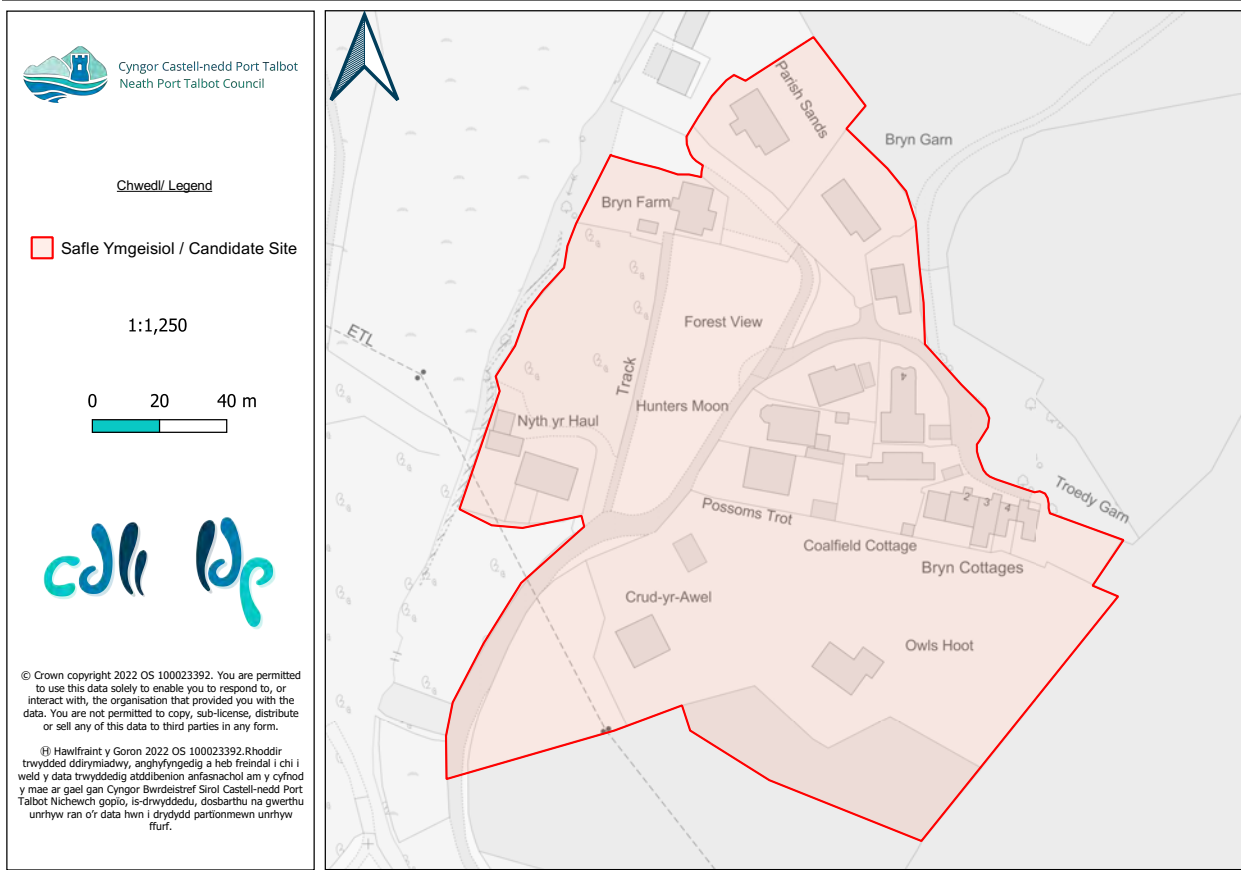 Cyngor Castell-nedd Port Talbot
Neath Port Talbot Council
Chwedl/ Legend
Safle Ymgeisiol / Candidate Site
1:1,250
0 20 40 m
cdll ldp
© Crown copyright 2022 OS 100023392. You are permitted
to use this data solely to enable you to respond to, or
interact with, the organisation that provided you with the
data. You are not permitted to copy, sub-license, distribute
or sell any of this data to third parties in any form.
Ⓗ Hawlfraint y Goron 2022 OS 100023392.Rhoddir
trwydded ddirymiadwy, anghyfyngedig a heb freindal i chi i
weld y data trwyddedig atddibenion anfasnachol am y cyfnod
y mae ar gael gan Cyngor Bwrdeistref Sirol Castell-nedd Port
Talbot Nichewch gopïo, is-drwyddedu, dosbarthu na gwerthu
unrhyw ran o'r data hwn i drydydd partïonmewn unrhyw
ffurf.
Parish Sands
Bryn Garn
Bryn Farm
Forest View
ETL
Track
Hunters Moon
Nyth yr Haul
4
Possoms Trot
2 3 4
Troedy Garn
Coalfield Cottage
Bryn Cottages
Crud-yr-Awel
Owls Hoot